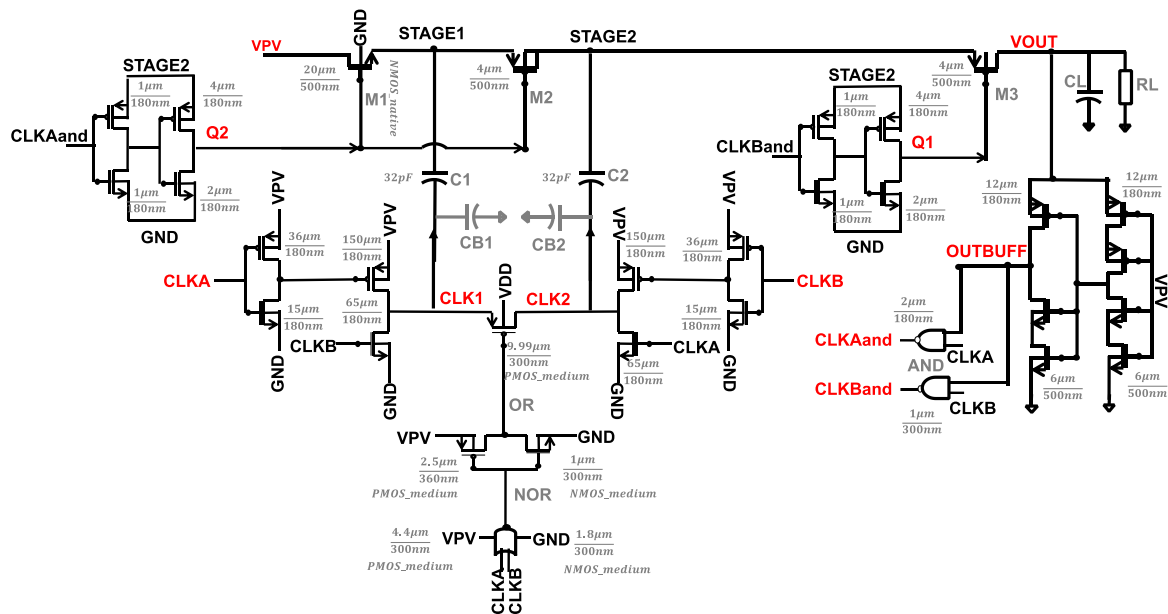 GND
STAGE1
STAGE2
VPV
VOUT
STAGE2
1μm
180nm
4μm
180nm
20μm
500nm
M1
NMOS_native
4μm
500nm
M2
STAGE2
1μm
180nm
4μm
180nm
4μm
500nm
M3
CL
RL
CLKAand
Q2
CLKBand
Q1
1μm
180nm
2μm
180nm
GND
32pF
C1
32pF
C2
CB1
CB2
1μm
180nm
2μm
180nm
GND
VPV
VPV
VPV
VPV
12μm
180nm
12μm
180nm
36μm
180nm
150μm
180nm
150μm
180nm
36μm
180nm
OUTBUFF
VPV
CLKA
CLK1
VDD
CLK2
CLKB
15μm
180nm
65μm
180nm
15μm
180nm
GND
CLKB
GND
9.99μm
300nm
PMOS_medium
CLKA
65μm
180nm
GND
GND
2μm
180nm
CLKAand
CLKA
AND
CLKBand
CLKB
1μm
300nm
6μm
500nm
6μm
500nm
OR
VPV
GND
2.5μm
360nm
PMOS_medium
1μm
300nm
NMOS_medium
NOR
4.4μm
300nm
PMOS_medium
VPV
GND
1.8μm
300nm
NMOS_medium
CLKA
CLKB